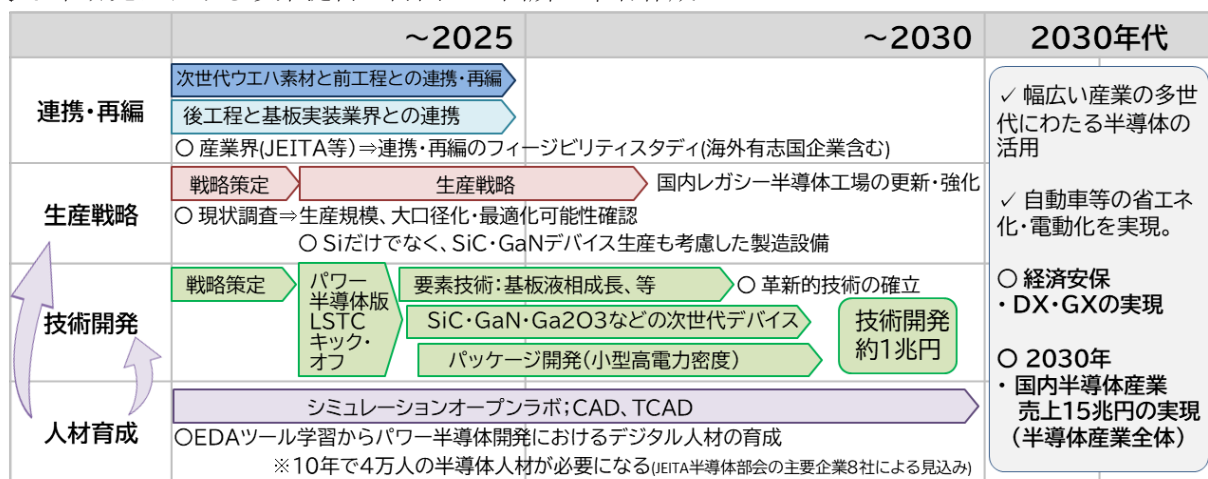 ～2025
～2030
2030年代
連携・再編
次世代ウエハ素材と前工程との連携・再編
後工程と基板実装業界との連携
〇 産業界(JEITA等)⇒連携・再編のフィージビリティスタディ(海外有志国企業含む)
生産戦略
戦略策定
生産戦略
国内レガシー半導体工場の更新・強化
〇 現状調査⇒生産規模、大口径化・最適化可能性確認
〇 Siだけでなく、SiC・GaNデバイス生産も考慮した製造設備
技術開発
戦略策定
パワー
半導体版
LSTC
キック・
オフ
要素技術：基板液相成長、等
〇 革新的技術の確立
SiC・GaN・Ga2O3などの次世代デバイス
パッケージ開発(小型高電力密度)
技術開発
約1兆円
人材育成
シミュレーションオープンラボ;CAD、TCAD
〇EDAツール学習からパワー半導体開発におけるデジタル人材の育成
※10年で4万人の半導体人材が必要になる(JEITA半導体部会の主要企業8社による見込み)
✓ 幅広い産業の多世
代にわたる半導体の
活用
✓ 自動車等の省エネ
化・電動化を実現。
〇 経済安保
・DX・GXの実現
〇 2030年
・ 国内半導体産業
売上15兆円の実現
(半導体産業全体)